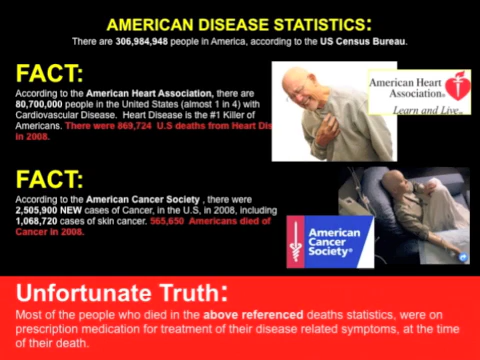 AMERICAN DISEASE STATISTICS:
There are 306,984,948 people in America, according to the US Census Bureau.
FACT:
According to the American Heart Association, there are
80,700,000 people in the United States (almost 1 in 4) with
Cardiovascular Disease. Heart Disease is the #1 Killer of
Americans. There were 869,724 U.S deaths from Heart Dis
in 2008.
American Heart
Association®
Learn and Live
FACT:
According to the American Cancer Society , there were
2,505,900 NEW cases of Cancer, in the U.S, in 2008, including
1,068,720 cases of skin cancer. 565,650 Americans died of
Cancer in 2008.
American
Cancer
Society®
Unfortunate Truth:
Most of the people who died in the above referenced deaths statistics, were on
prescription medication for treatment of their disease related symptoms, at the time
of their death.